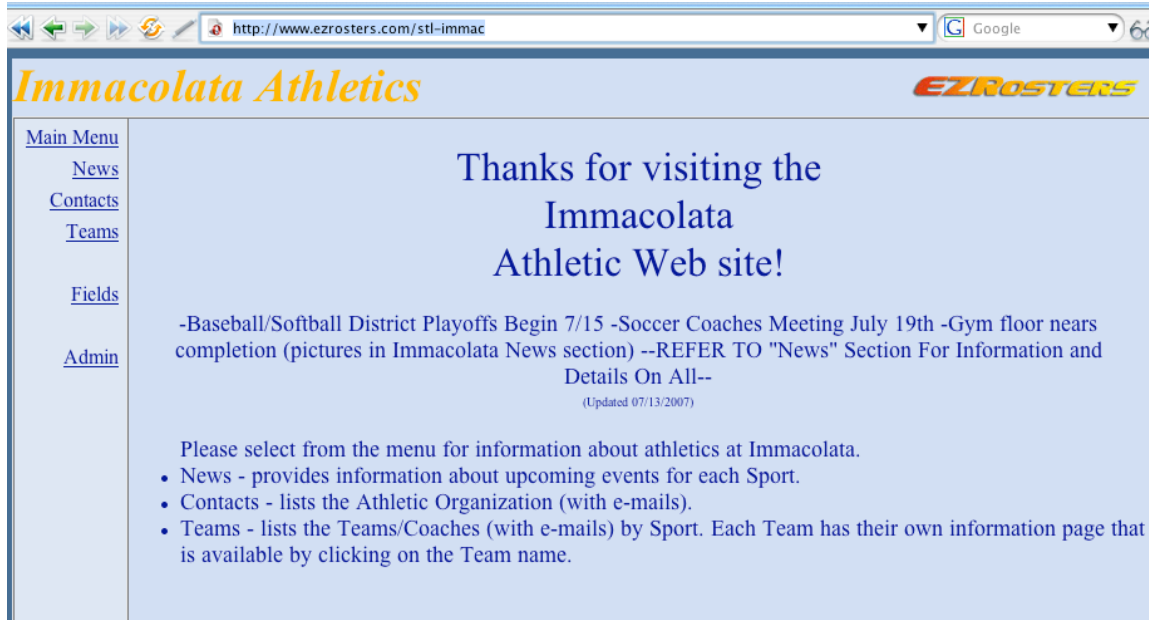 http://www.ezrosters.com/stl-immac
G Google
Immacolata Athletics
EZRosters
Main Menu
News
Contacts
Teams
Fields
Admin
Thanks for visiting the
Immacolata
Athletic Web site!
-Baseball/Softball District Playoffs Begin 7/15 -Soccer Coaches Meeting July 19th -Gym floor nears
completion (pictures in Immacolata News section) --REFER TO "News" Section For Information and
Details On All--
(Updated 07/13/2007)
Please select from the menu for information about athletics at Immacolata.
• News - provides information about upcoming events for each Sport.
• Contacts - lists the Athletic Organization (with e-mails).
• Teams - lists the Teams/Coaches (with e-mails) by Sport. Each Team has their own information page that
is available by clicking on the Team name.